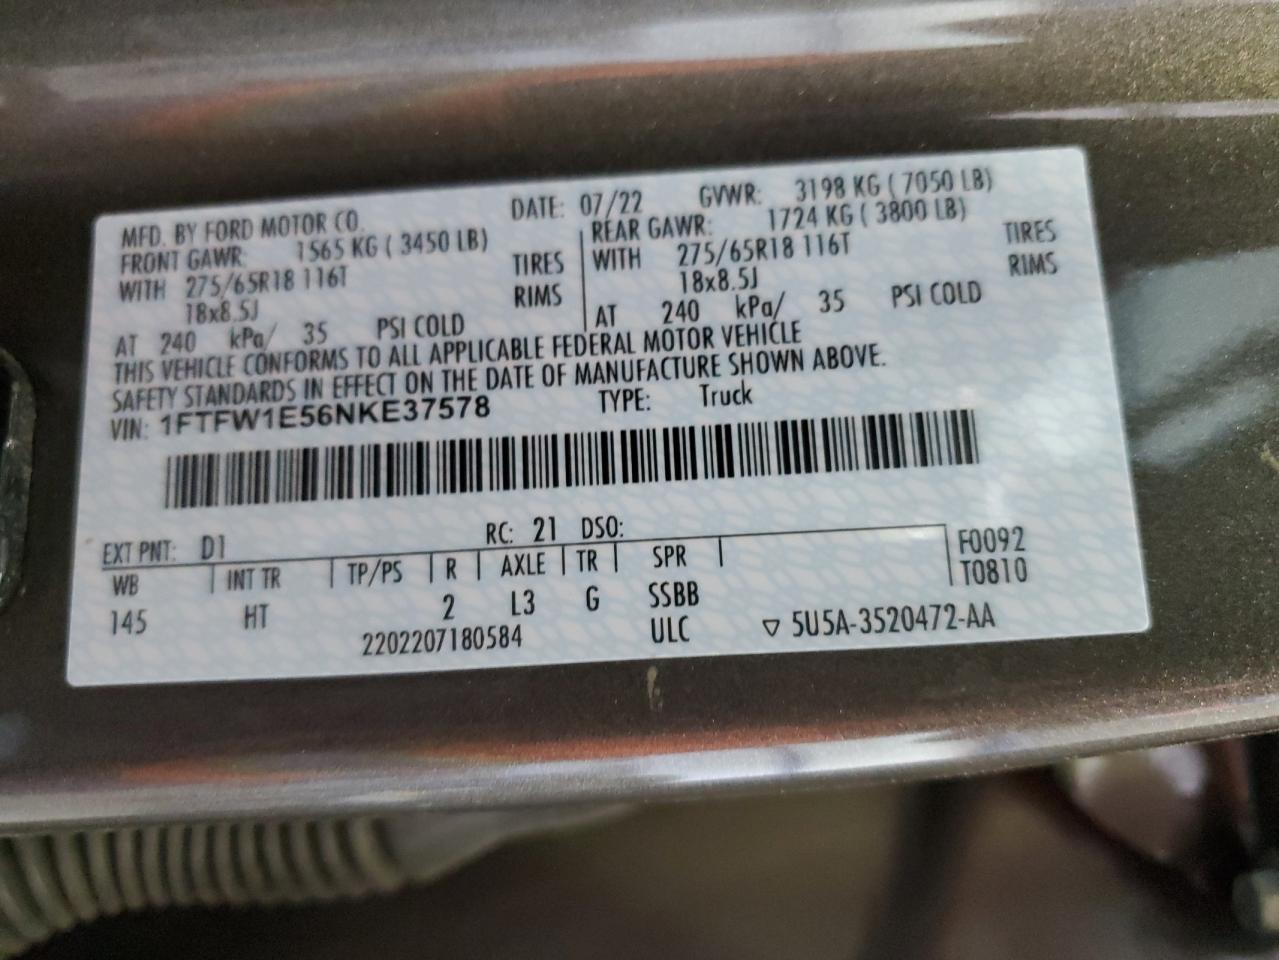 MFD. BY FORD MOTOR CO. DATE: 07/22 GVWR: 3198 KG ( 7050 LB)
FRONT GAWR: 1565 KG ( 3450 LB) REAR GAWR: 1724 KG ( 3800 LB)
WITH 275/65R18 116T TIRES WITH 275/65R18 116T TIRES
18x8.5J RIMS 18x8.5J RIMS
AT 240 kPa/ 35 PSI COLD AT 240 kPa/ 35 PSI COLD
THIS VEHICLE CONFORMS TO ALL APPLICABLE FEDERAL MOTOR VEHICLE
SAFETY STANDARDS IN EFFECT ON THE DATE OF MANUFACTURE SHOWN ABOVE.
VIN: 1FTFW1E56NKE37578 TYPE: Truck
EXT PNT: D1 RC: 21 DSO:
WB INT TR TP/PS R AXLE TR SPR F0092
145 HT 2 L3 G SSBB T0810
2202207180584 ULC ▽ 5U5A-3520472-AA